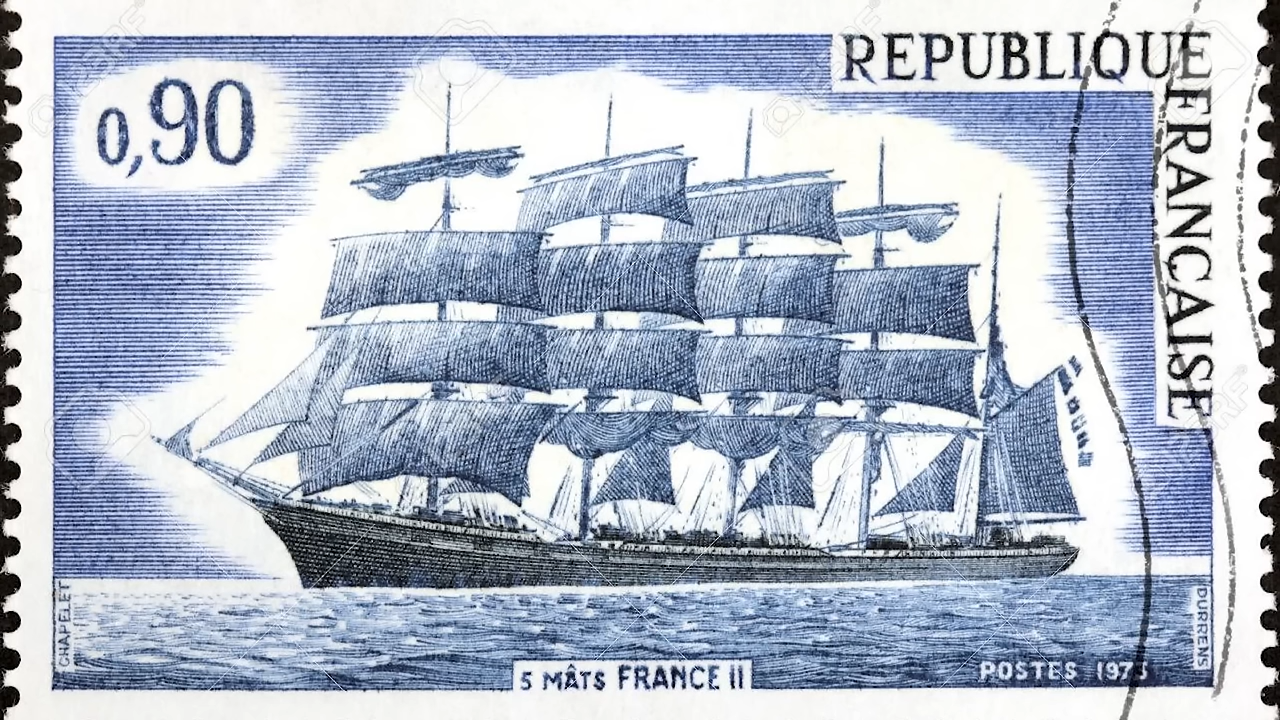 0,90
REPUBLIQUE
FRANCAISE
CHAPELET
DURRENS
5 MÂTS FRANCE II
POSTES 1973